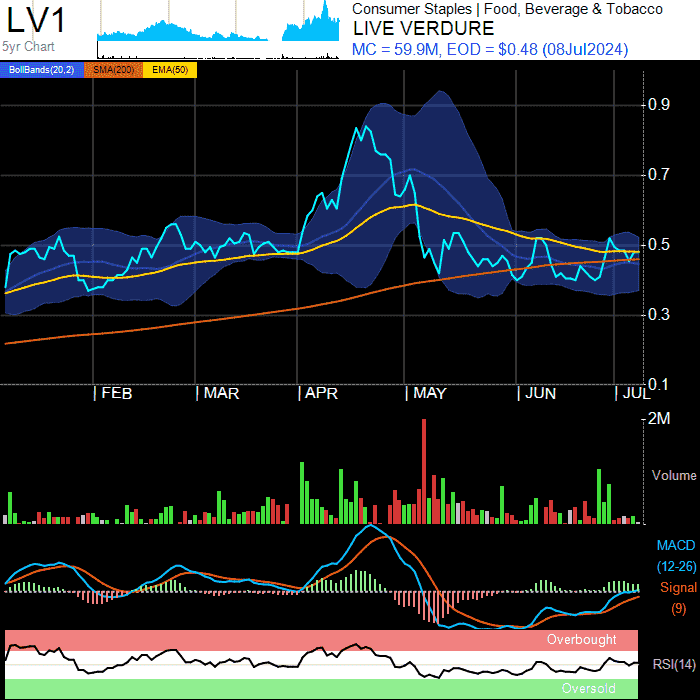 LV1
5yr Chart
Consumer Staples | Food, Beverage & Tobacco
LIVE VERDURE
MC = 59.9M, EOD = $0.48 (08Jul2024)
BollBands(20,2) SMA(200) EMA(50)
0.9
0.7
0.5
0.3
0.1
FEB MAR APR MAY JUN JUL
2M
Volume
MACD
(12-26)
Signal
(9)
Overbought
RSI(14)
Oversold